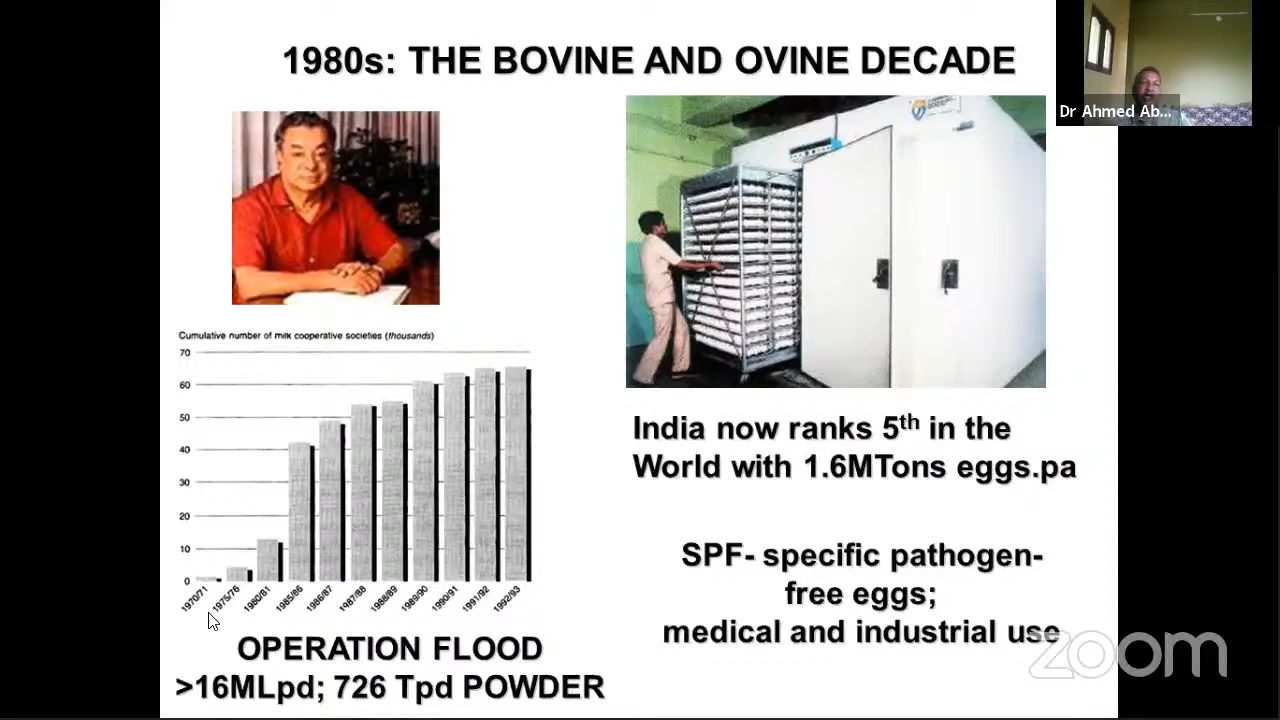 1980s: THE BOVINE AND OVINE DECADE
Dr Ahmed Ab...
Cumulative number of milk cooperative societies (thousands)
70
60
50
40
30
20
10
0
1970/71
1975/76
1980/81
1985/86
1986/87
1987/88
1988/89
1989/90
1990/91
1991/92
1992/93
OPERATION FLOOD
>16MLpd; 726 Tpd POWDER
India now ranks 5th in the
World with 1.6MTons eggs.pa
SPF- specific pathogen-
free eggs;
medical and industrial use
zoom